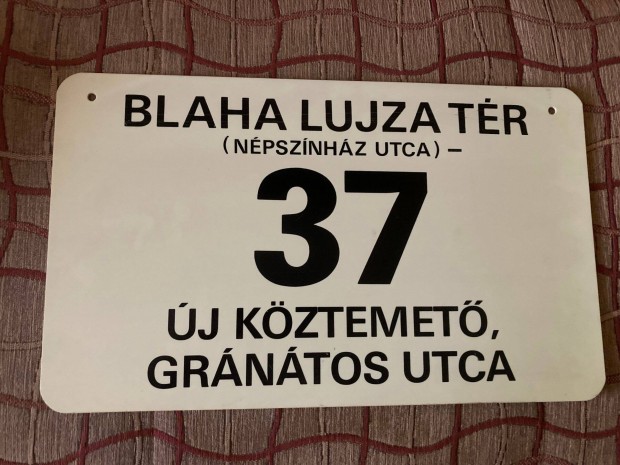 BLAHA LUJZA TÉR
(NÉPSZÍNHÁZ UTCA) –
37
ÚJ KÖZTEMETŐ,
GRÁNÁTOS UTCA